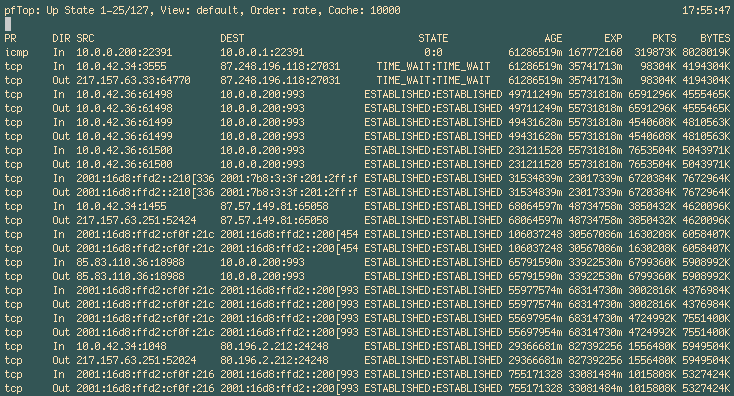 pfTop: Up State 1-25/127, View: default, Order: rate, Cache: 10000 17:55:47
PR DIR SRC DEST STATE AGE EXP PKTS BYTES
icmp In 10.0.0.200:22391 10.0.0.1:22391 0:0 61286519m 167772160 319873K 8028019K
tcp In 10.0.42.34:3555 87.248.196.118:27031 TIME_WAIT:TIME_WAIT 61286519m 35741713m 98304K 4194304K
tcp Out 217.157.63.33:64770 87.248.196.118:27031 TIME_WAIT:TIME_WAIT 61286519m 35741713m 98304K 4194304K
tcp In 10.0.42.36:61498 10.0.0.200:993 ESTABLISHED:ESTABLISHED 49711249m 55731818m 6591296K 4555465K
tcp Out 10.0.42.36:61498 10.0.0.200:993 ESTABLISHED:ESTABLISHED 49711249m 55731818m 6591296K 4555465K
tcp In 10.0.42.36:61499 10.0.0.200:993 ESTABLISHED:ESTABLISHED 49431628m 55731818m 4540608K 4810563K
tcp Out 10.0.42.36:61499 10.0.0.200:993 ESTABLISHED:ESTABLISHED 49431628m 55731818m 4540608K 4810563K
tcp In 10.0.42.36:61500 10.0.0.200:993 ESTABLISHED:ESTABLISHED 231211520 55731818m 7653504K 5043971K
tcp Out 10.0.42.36:61500 10.0.0.200:993 ESTABLISHED:ESTABLISHED 231211520 55731818m 7653504K 5043971K
tcp In 2001:16d8:ffd2::210[336 2001:7b8:3:3f:201:2ff:f ESTABLISHED:ESTABLISHED 31534839m 23017339m 6720384K 7672964K
tcp Out 2001:16d8:ffd2::210[336 2001:7b8:3:3f:201:2ff:f ESTABLISHED:ESTABLISHED 31534839m 23017339m 6720384K 7672964K
tcp In 10.0.42.34:1455 87.57.149.81:65058 ESTABLISHED:ESTABLISHED 68064597m 48734758m 3850432K 4620096K
tcp Out 217.157.63.251:52424 87.57.149.81:65058 ESTABLISHED:ESTABLISHED 68064597m 48734758m 3850432K 4620096K
tcp In 2001:16d8:ffd2:cf0f:21c 2001:16d8:ffd2::200[454 ESTABLISHED:ESTABLISHED 106037248 30567086m 1630208K 6058407K
tcp Out 2001:16d8:ffd2:cf0f:21c 2001:16d8:ffd2::200[454 ESTABLISHED:ESTABLISHED 106037248 30567086m 1630208K 6058407K
tcp In 85.83.110.36:18988 10.0.0.200:993 ESTABLISHED:ESTABLISHED 65791590m 33922530m 6799360K 5908992K
tcp Out 85.83.110.36:18988 10.0.0.200:993 ESTABLISHED:ESTABLISHED 65791590m 33922530m 6799360K 5908992K
tcp In 2001:16d8:ffd2:cf0f:21c 2001:16d8:ffd2::200[993 ESTABLISHED:ESTABLISHED 55977574m 68314730m 3002816K 4376984K
tcp Out 2001:16d8:ffd2:cf0f:21c 2001:16d8:ffd2::200[993 ESTABLISHED:ESTABLISHED 55977574m 68314730m 3002816K 4376984K
tcp In 2001:16d8:ffd2:cf0f:21c 2001:16d8:ffd2::200[993 ESTABLISHED:ESTABLISHED 55697954m 68314730m 4724992K 7551400K
tcp Out 2001:16d8:ffd2:cf0f:21c 2001:16d8:ffd2::200[993 ESTABLISHED:ESTABLISHED 55697954m 68314730m 4724992K 7551400K
tcp In 10.0.42.34:1048 80.196.2.212:24248 ESTABLISHED:ESTABLISHED 29366681m 827392256 1556480K 5949504K
tcp Out 217.157.63.251:52024 80.196.2.212:24248 ESTABLISHED:ESTABLISHED 29366681m 827392256 1556480K 5949504K
tcp In 2001:16d8:ffd2:cf0f:216 2001:16d8:ffd2::200[993 ESTABLISHED:ESTABLISHED 755171328 33081484m 1015808K 5327424K
tcp Out 2001:16d8:ffd2:cf0f:216 2001:16d8:ffd2::200[993 ESTABLISHED:ESTABLISHED 755171328 33081484m 1015808K 5327424K